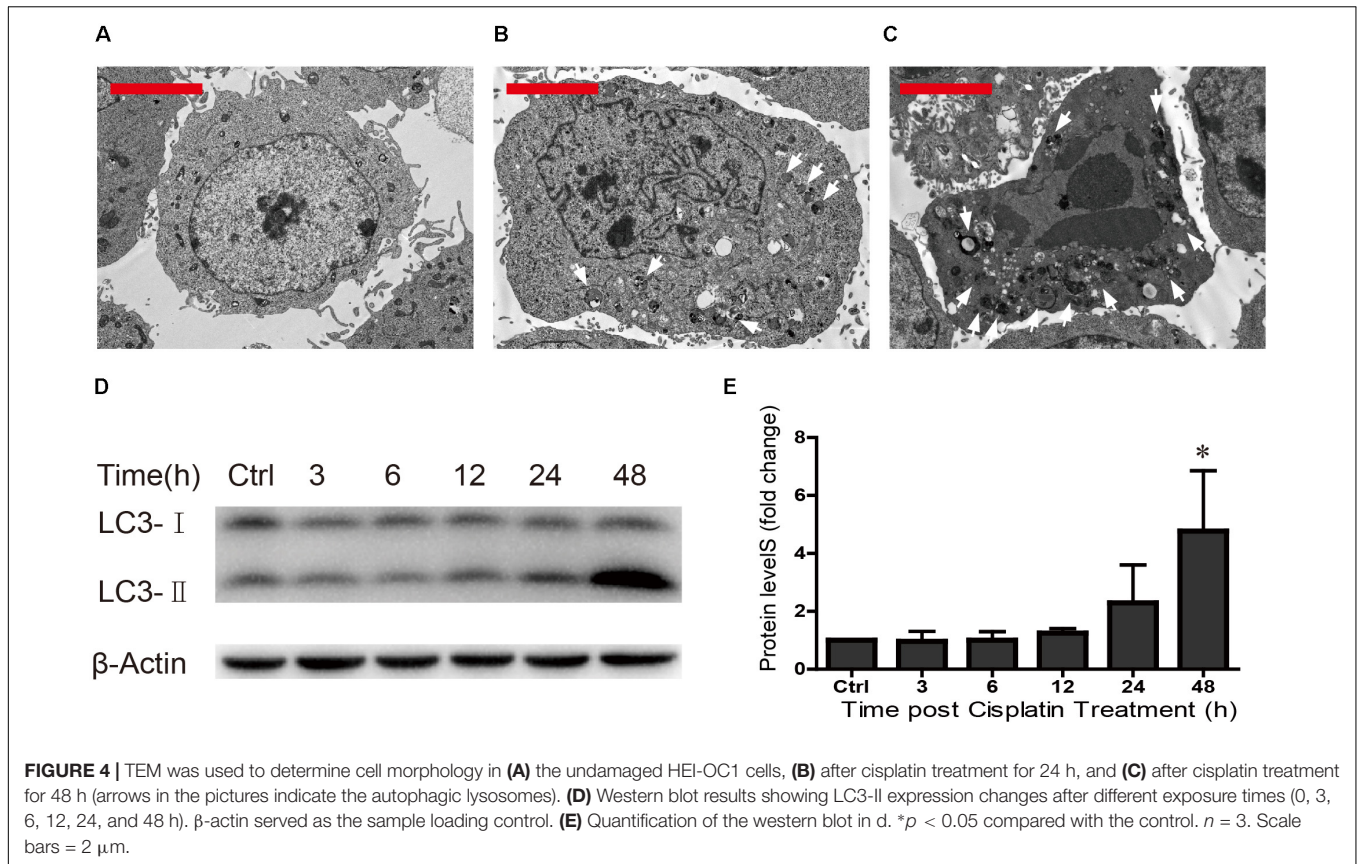 A
B
C
D
Time(h) Ctrl 3 6 12 24 48
LC3- Ⅰ
LC3- Ⅱ
β-Actin
E
Protein levelS (fold change)
8
6
4
2
0
*
Ctrl 3 6 12 24 48
Time post Cisplatin Treatment (h)
FIGURE 4 | TEM was used to determine cell morphology in (A) the undamaged HEI-OC1 cells, (B) after cisplatin treatment for 24 h, and (C) after cisplatin treatment
for 48 h (arrows in the pictures indicate the autophagic lysosomes). (D) Western blot results showing LC3-II expression changes after different exposure times (0, 3,
6, 12, 24, and 48 h). β-actin served as the sample loading control. (E) Quantification of the western blot in d. *p < 0.05 compared with the control. n = 3. Scale
bars = 2 μm.